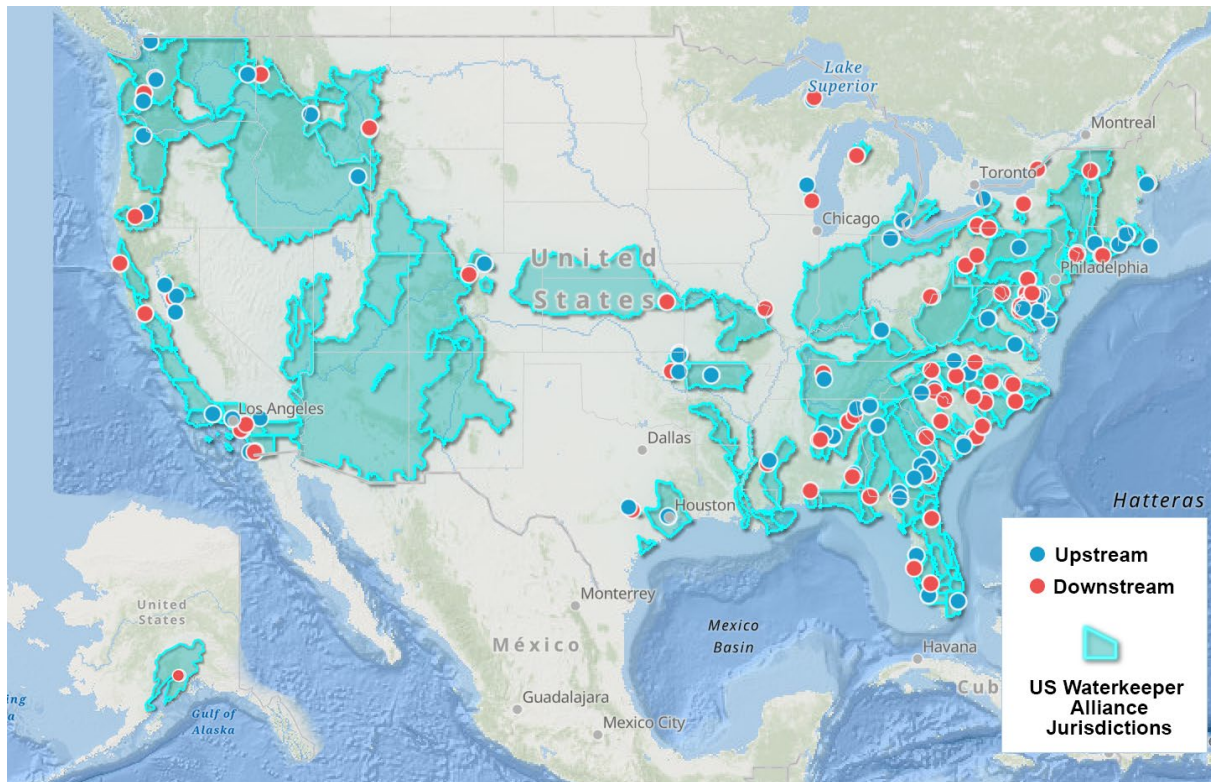 Lake
Superior
Montreal
Toronto
Chicago
United
States
Philadelphia
Los Angeles
Dallas
Houston
Hatteras
Upstream
Downstream
US Waterkeeper
Alliance
Jurisdictions
Monterrey
México
Mexico
Basin
Havana
Cub
Guadalajara
Mexico City
United
States
Gulf of
Alaska
ing
a